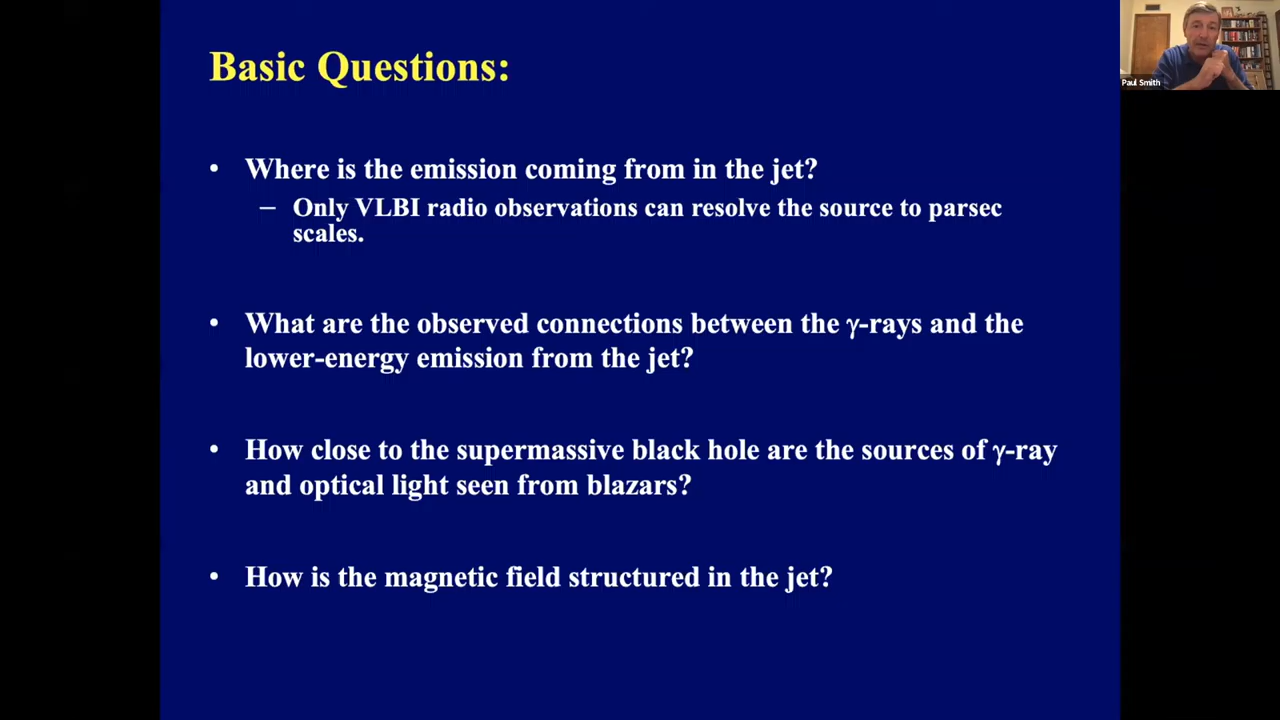 Basic Questions:
Paul Smith
• Where is the emission coming from in the jet?
– Only VLBI radio observations can resolve the source to parsec
scales.
• What are the observed connections between the γ-rays and the
lower-energy emission from the jet?
• How close to the supermassive black hole are the sources of γ-ray
and optical light seen from blazars?
• How is the magnetic field structured in the jet?